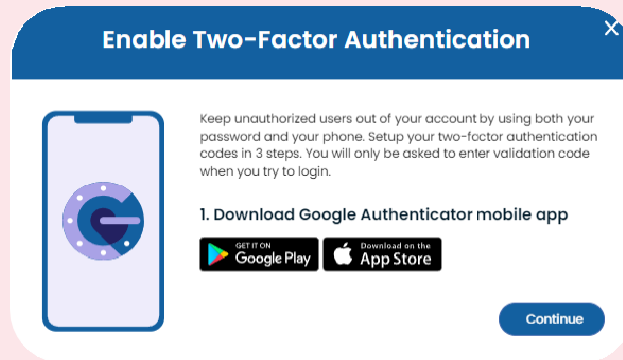 Enable Two-Factor Authentication
X
Keep unauthorized users out of your account by using both your
password and your phone. Setup your two-foctor authentication
codes in 3 steps. You will only be asked to enter validation code
when you try to login.
1. Download Google Authenticator mobile app
GET IT ON
Google Play
Download on the
App Store
Continue